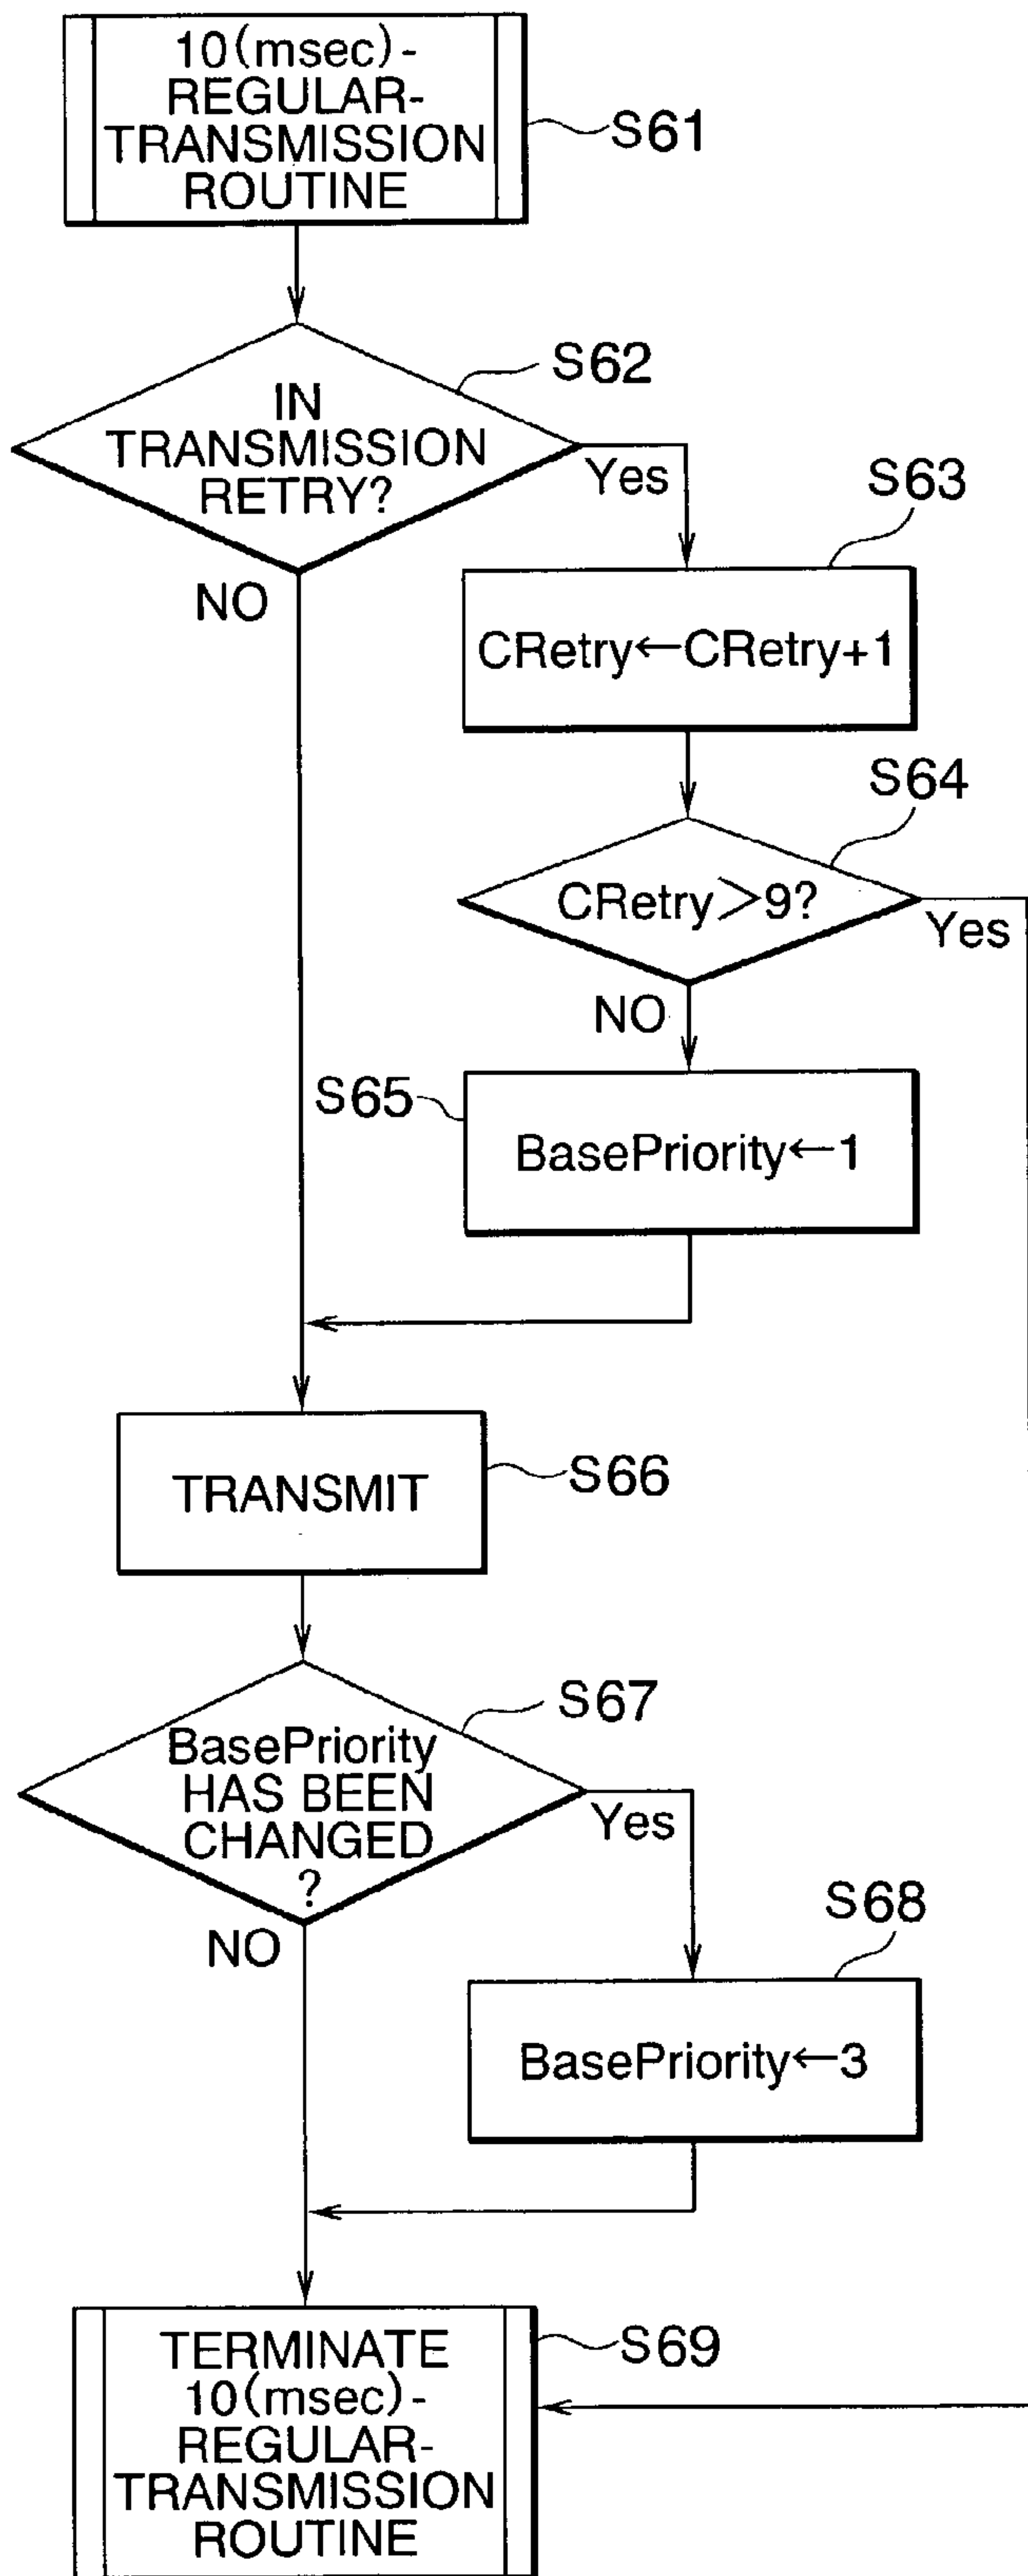 10(msec)-
REGULAR-
TRANSMISSION
ROUTINE
S61
S62
IN
TRANSMISSION
RETRY?
Yes
NO
S63
CRetry←CRetry+1
S64
CRetry>9?
Yes
NO
S65
BasePriority←1
TRANSMIT
S66
S67
BasePriority
HAS BEEN
CHANGED
?
Yes
NO
S68
BasePriority←3
TERMINATE
10(msec)-
REGULAR-
TRANSMISSION
ROUTINE
S69